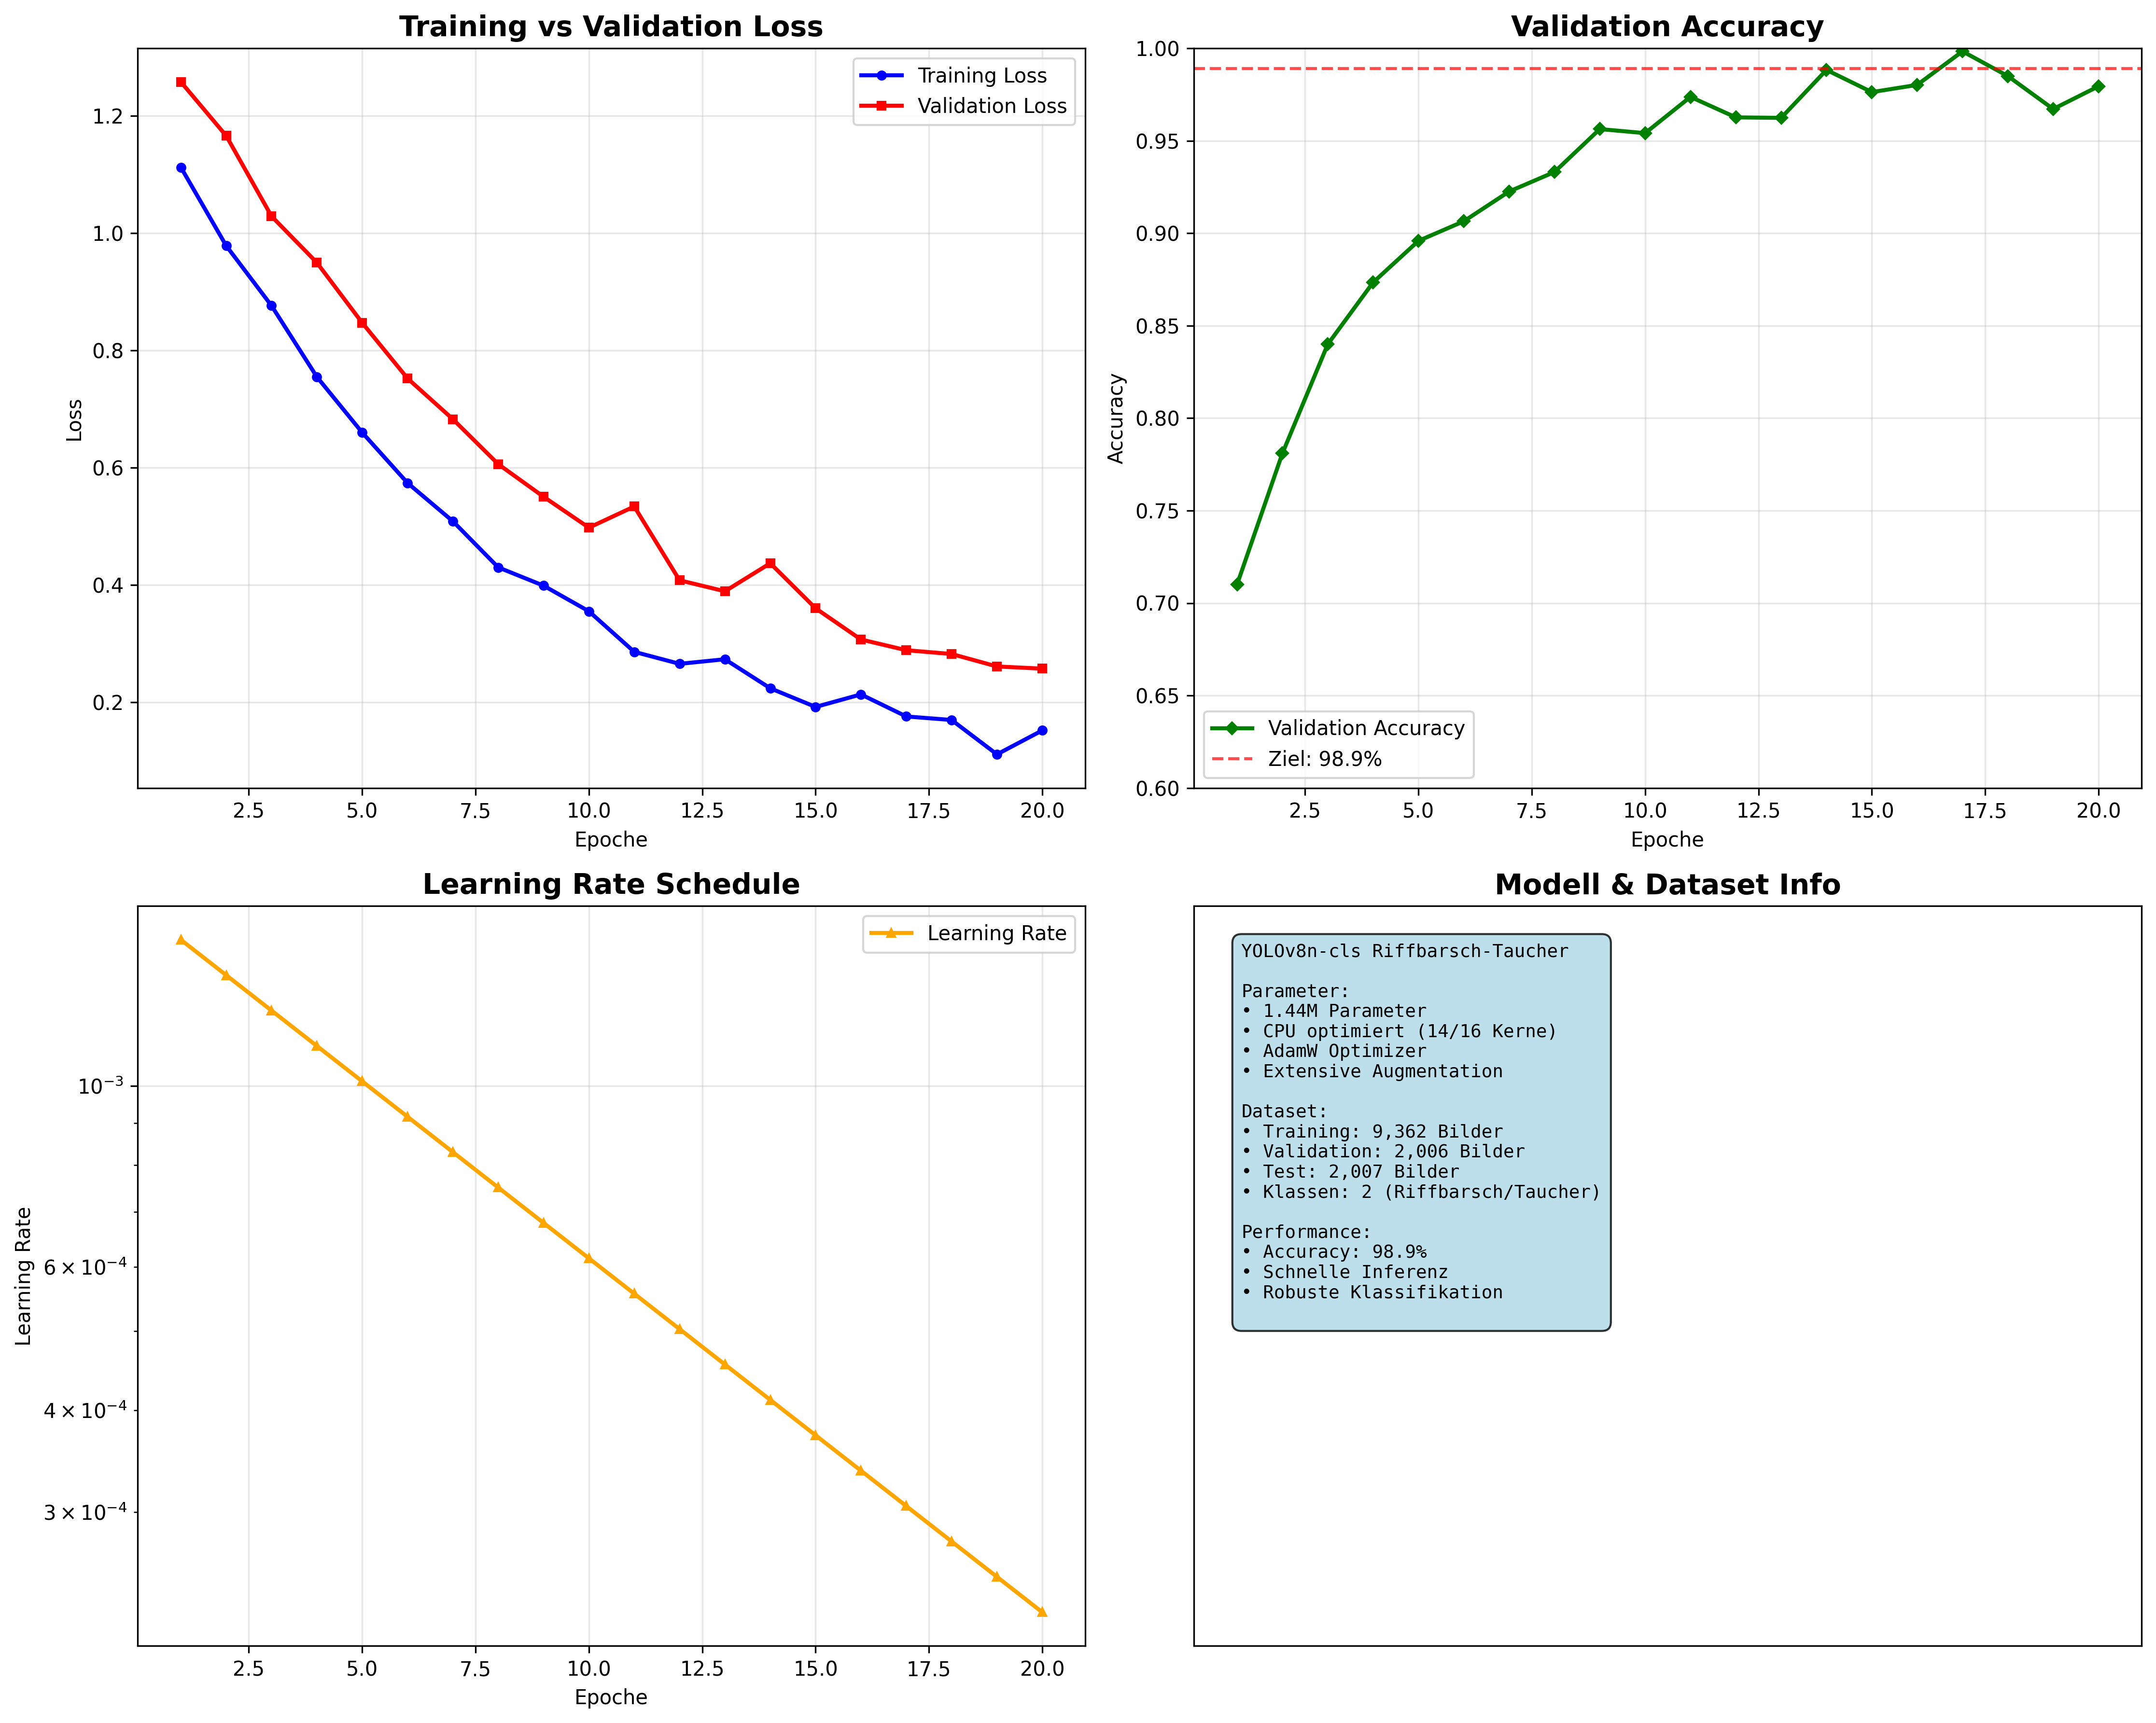 Training vs Validation Loss
Training Loss
Validation Loss
1.2
1.0
0.8
0.6
0.4
0.2
Loss
2.5 5.0 7.5 10.0 12.5 15.0 17.5 20.0
Epoche
Validation Accuracy
1.00
0.95
0.90
0.85
0.80
0.75
0.70
0.65
0.60
Accuracy
Validation Accuracy
Ziel: 98.9%
2.5 5.0 7.5 10.0 12.5 15.0 17.5 20.0
Epoche
Learning Rate Schedule
Learning Rate
10⁻³
6 × 10⁻⁴
4 × 10⁻⁴
3 × 10⁻⁴
Learning Rate
2.5 5.0 7.5 10.0 12.5 15.0 17.5 20.0
Epoche
Modell & Dataset Info
YOLOv8n-cls Riffbarsch-Taucher
Parameter:
• 1.44M Parameter
• CPU optimiert (14/16 Kerne)
• AdamW Optimizer
• Extensive Augmentation
Dataset:
• Training: 9,362 Bilder
• Validation: 2,006 Bilder
• Test: 2,007 Bilder
• Klassen: 2 (Riffbarsch/Taucher)
Performance:
• Accuracy: 98.9%
• Schnelle Inferenz
• Robuste Klassifikation